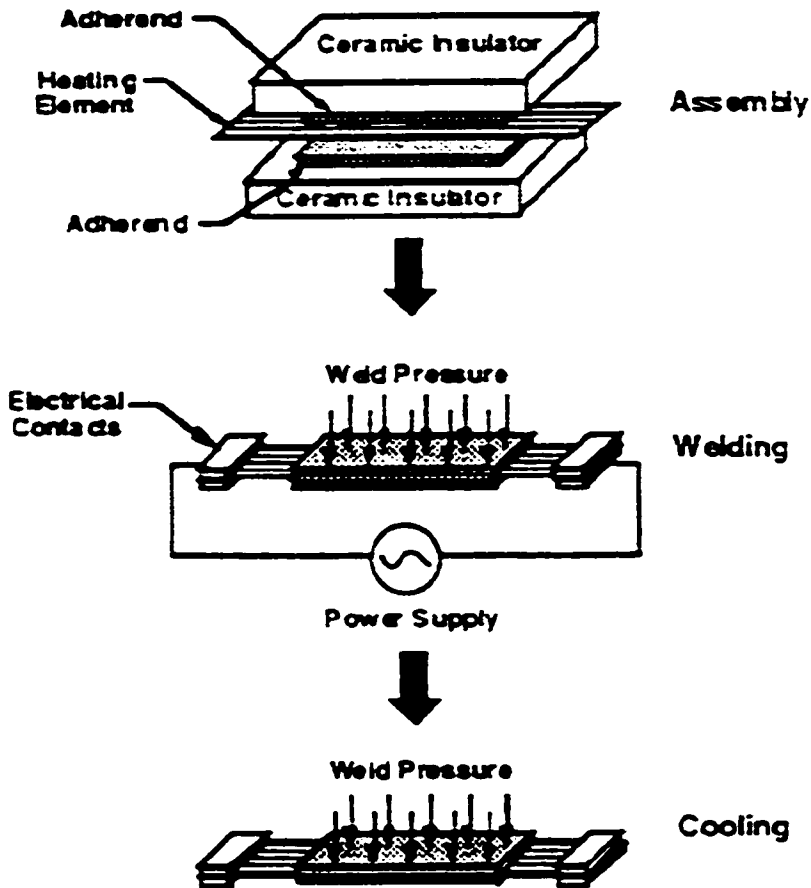 Adherend
Ceramic Insulator
Heating
Element
Assembly
Ceramic Insulator
Adherend
Weld Pressure
Electrical
Contacts
Welding
Power Supply
Weld Pressure
Cooling